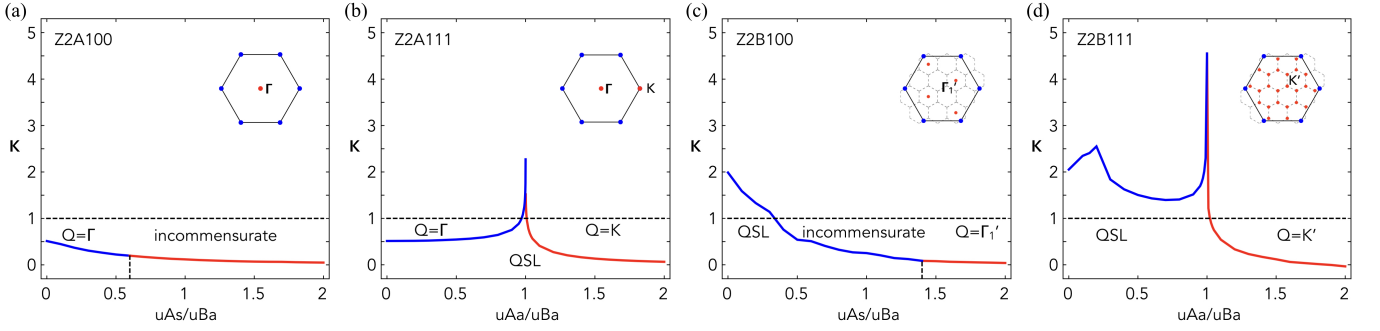 (a)
Z2A100
Γ
5
4
3
K
2
1
0
Q=Γ
incommensurate
0
0.5
1
1.5
2
uAs/uBa
(b)
Z2A111
Γ
K
5
4
3
K
2
1
0
Q=Γ
Q=K
QSL
0
0.5
1
1.5
2
uAa/uBa
(c)
Z2B100
Γ₁′
5
4
3
K
2
1
0
QSL
incommensurate
Q=Γ₁′
0
0.5
1
1.5
2
uAs/uBa
(d)
Z2B111
K′
5
4
3
K
2
1
0
QSL
Q=K′
0
0.5
1
1.5
2
uAa/uBa